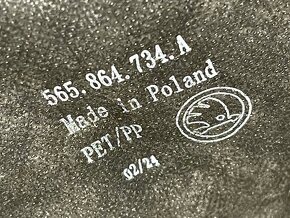 565.864.734.A
Made in Poland
PET/PP
02/24